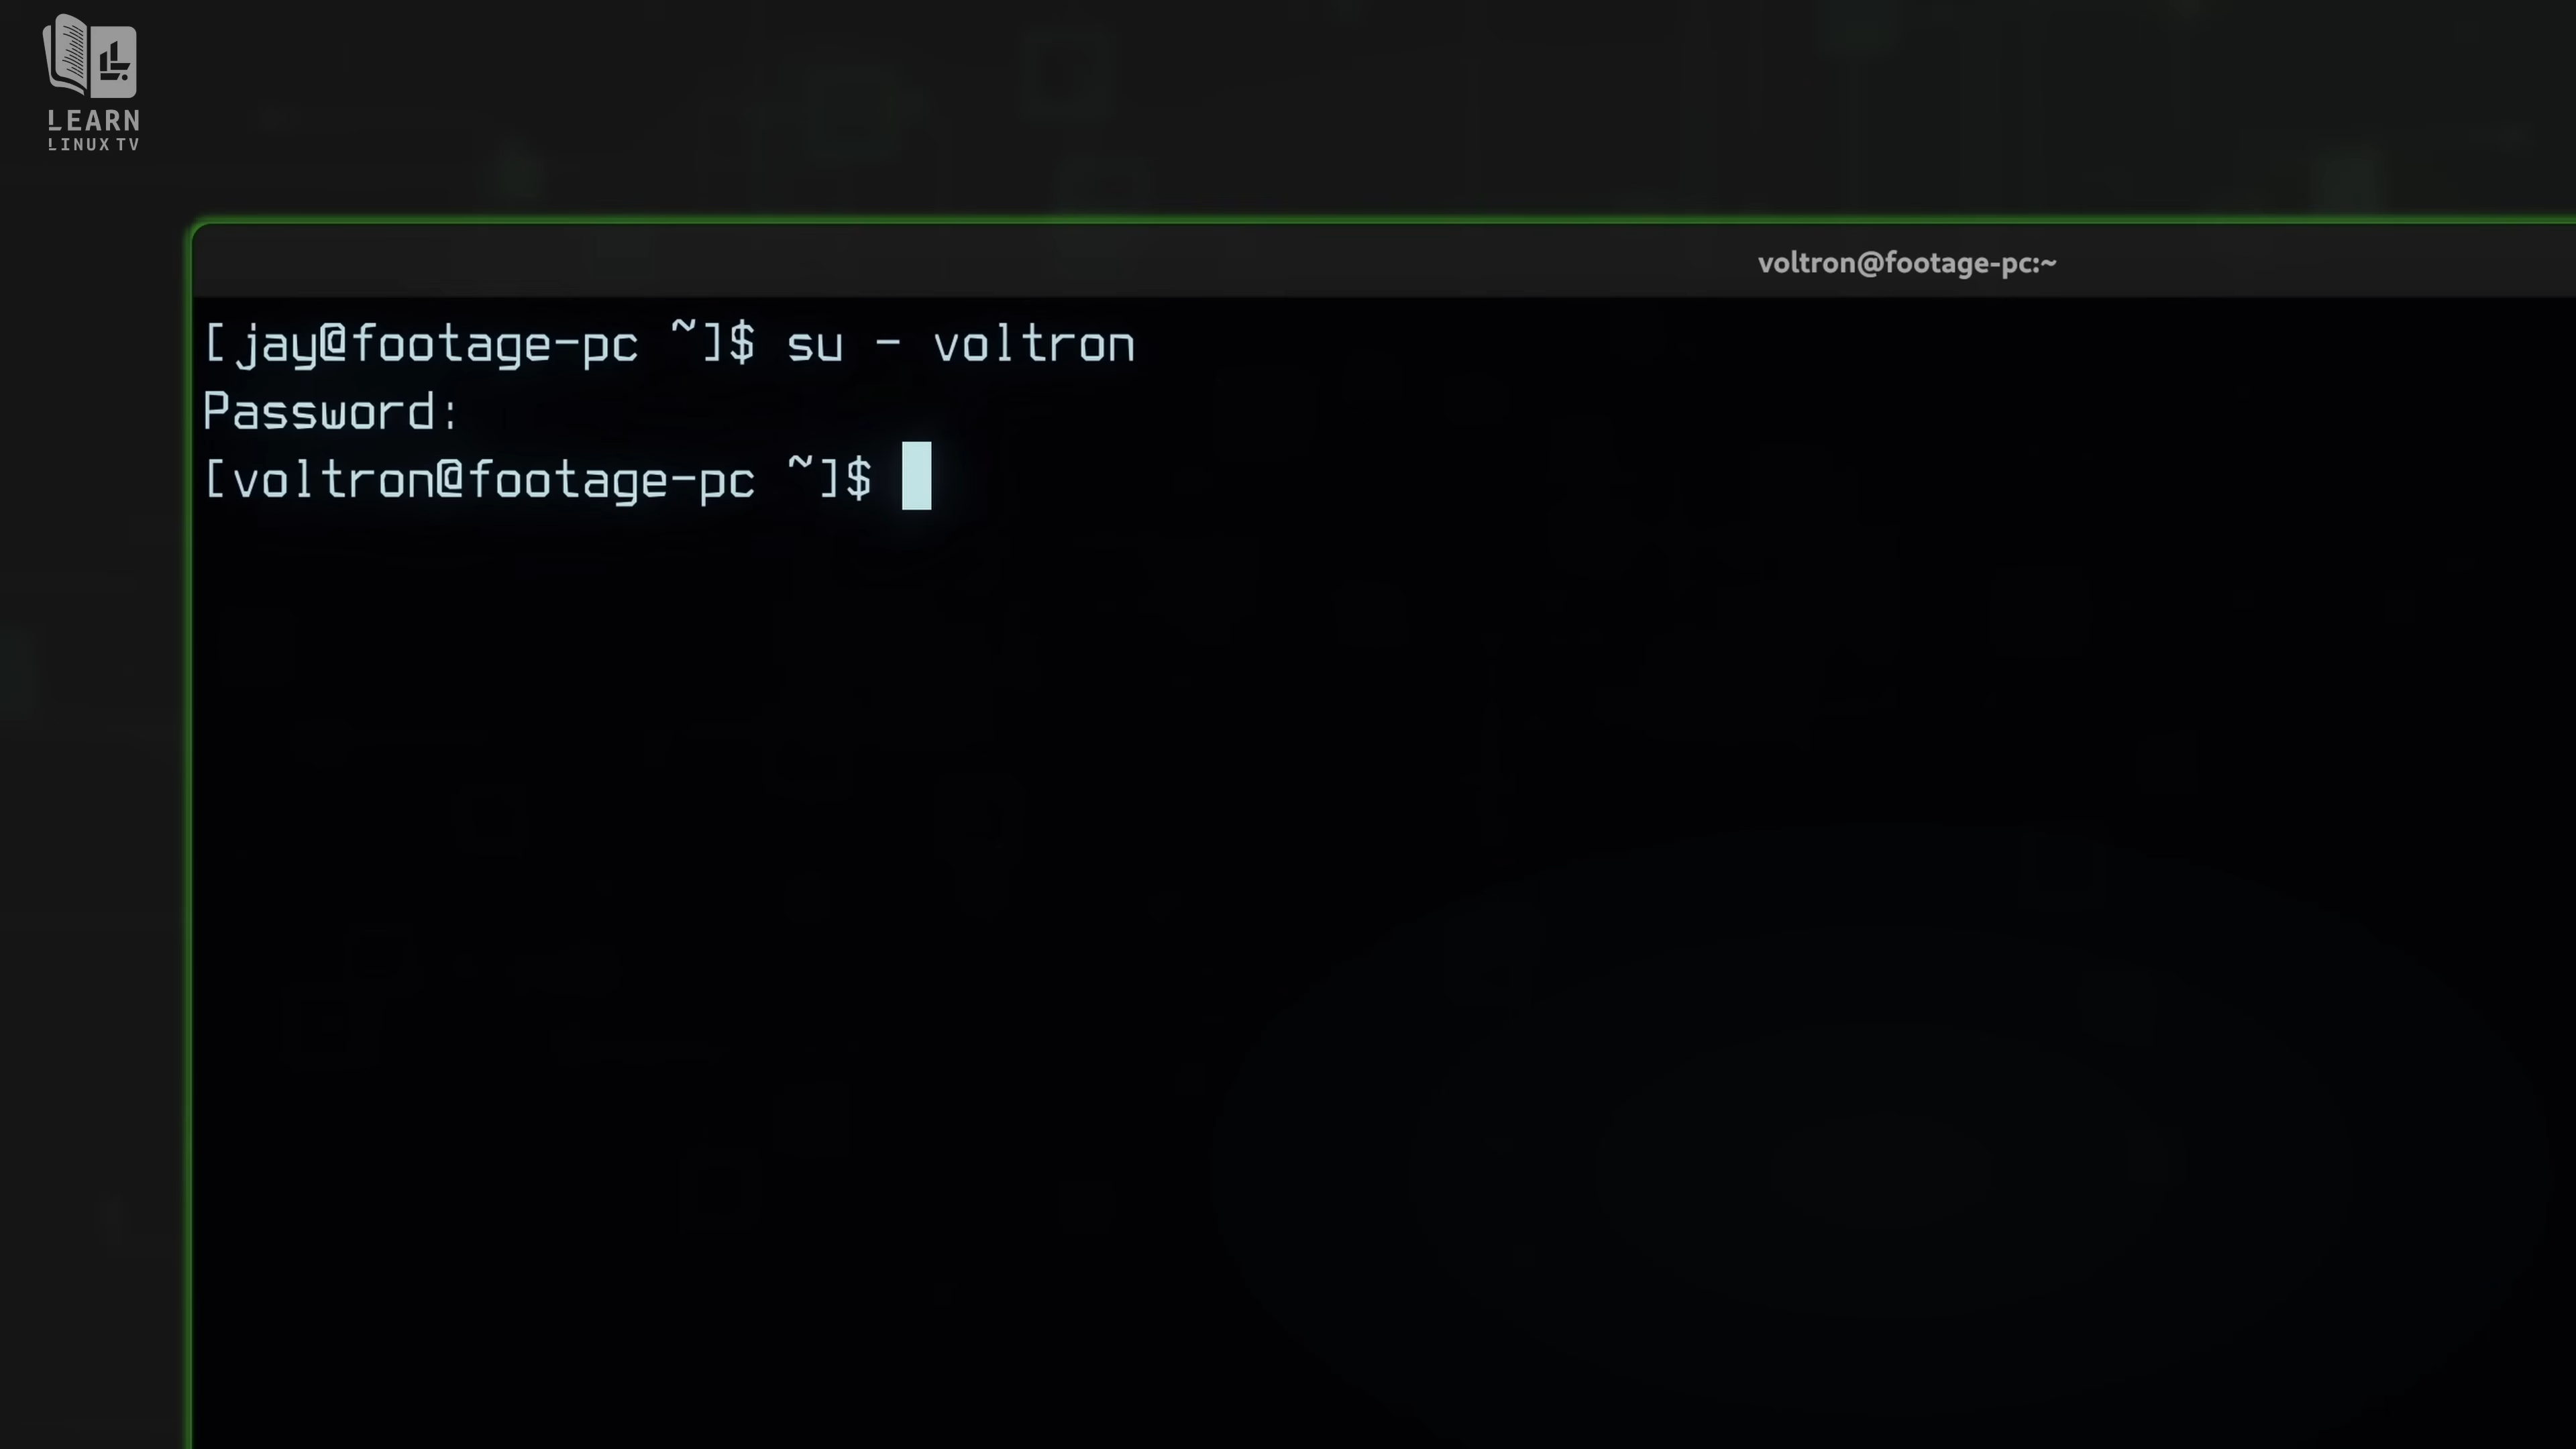 LEARN
LINUX TV
voltron@footage-pc:~
[jay@footage-pc ~]$ su - voltron
Password:
[voltron@footage-pc ~]$